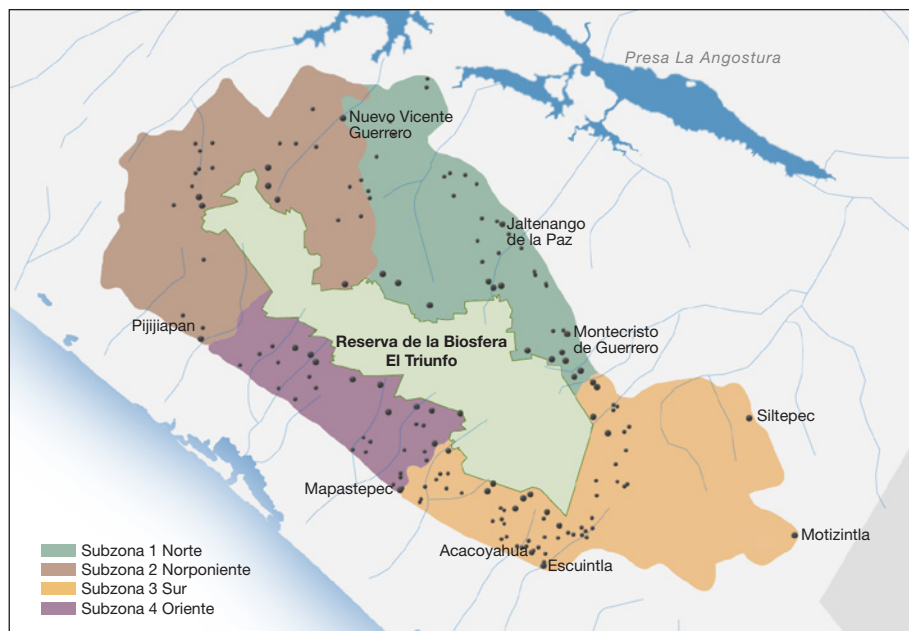 Presa La Angostura
Nuevo Vicente
Guerrero
Jaltenango
de la Paz
Pijijiapan
Reserva de la Biosfera
El Triunfo
Montecristo
de Guerrero
Siltepec
Mapastepec
Acacoyahua
Escuintla
Motizintla
Subzona 1 Norte
Subzona 2 Norponiente
Subzona 3 Sur
Subzona 4 Oriente